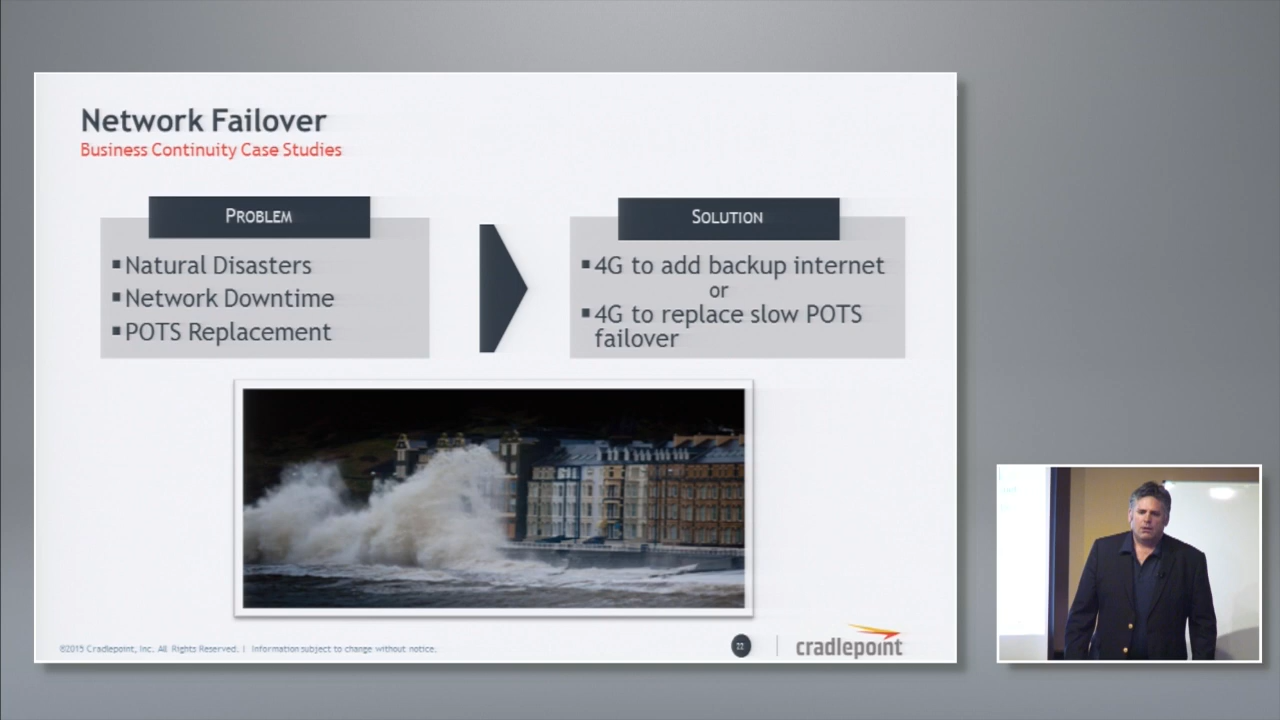 Network Failover
Business Continuity Case Studies
PROBLEM
▪ Natural Disasters
▪ Network Downtime
▪ POTS Replacement
SOLUTION
▪ 4G to add backup internet
or
▪ 4G to replace slow POTS
failover
©2015 Cradlepoint, Inc. All Rights Reserved. | Information subject to change without notice.
22
cradlepoint